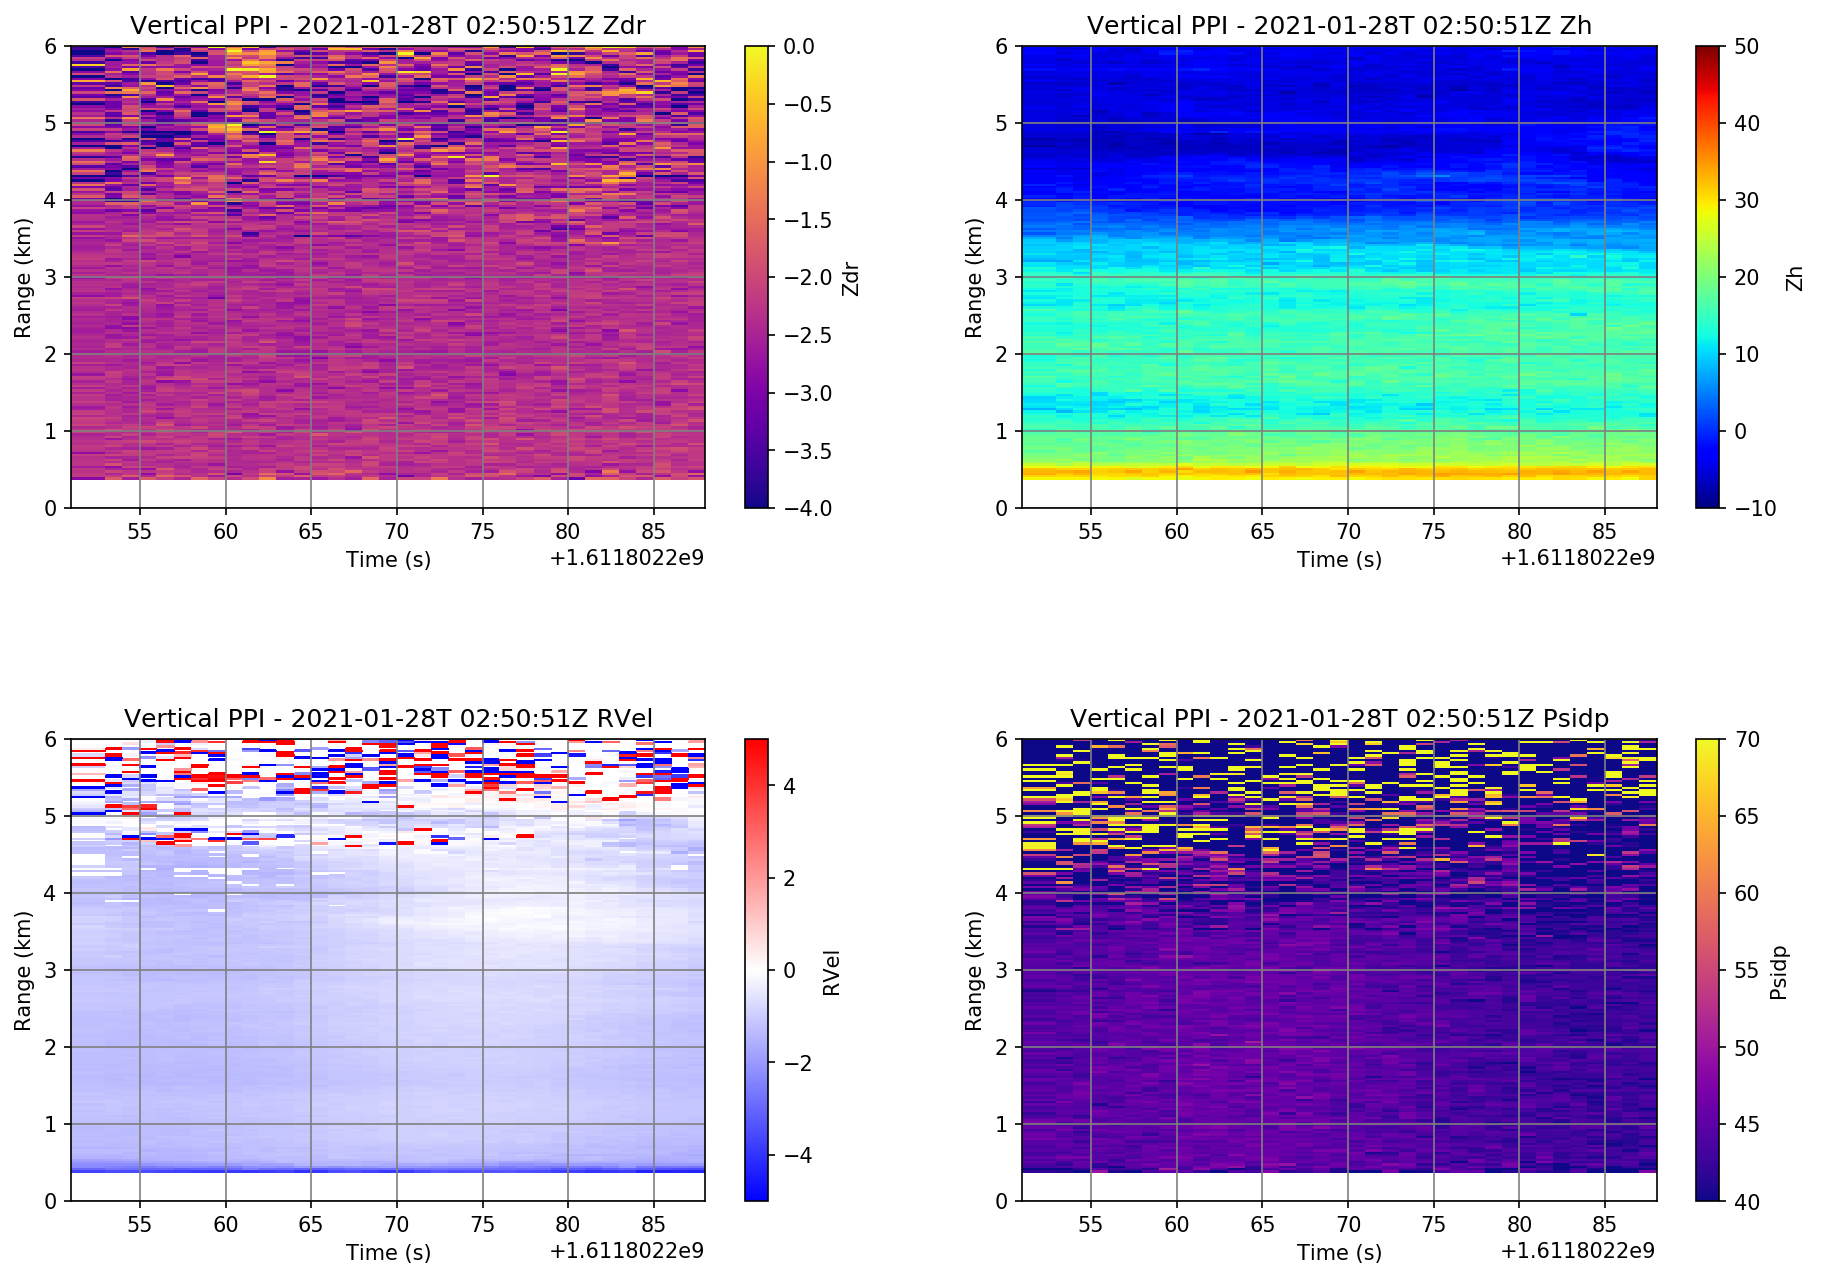 Vertical PPI - 2021-01-28T 02:50:51Z Zdr
6
5
4
3
2
1
0
Range (km)
55 60 65 70 75 80 85
Time (s)
+1.6118022e9
0.0
−0.5
−1.0
−1.5
−2.0
−2.5
−3.0
−3.5
−4.0
Zdr
Vertical PPI - 2021-01-28T 02:50:51Z Zh
6
5
4
3
2
1
0
Range (km)
55 60 65 70 75 80 85
Time (s)
+1.6118022e9
50
40
30
20
10
0
−10
Zh
Vertical PPI - 2021-01-28T 02:50:51Z RVel
6
5
4
3
2
1
0
Range (km)
55 60 65 70 75 80 85
Time (s)
+1.6118022e9
4
2
0
−2
−4
RVel
Vertical PPI - 2021-01-28T 02:50:51Z Psidp
6
5
4
3
2
1
0
Range (km)
55 60 65 70 75 80 85
Time (s)
+1.6118022e9
70
65
60
55
50
45
40
Psidp